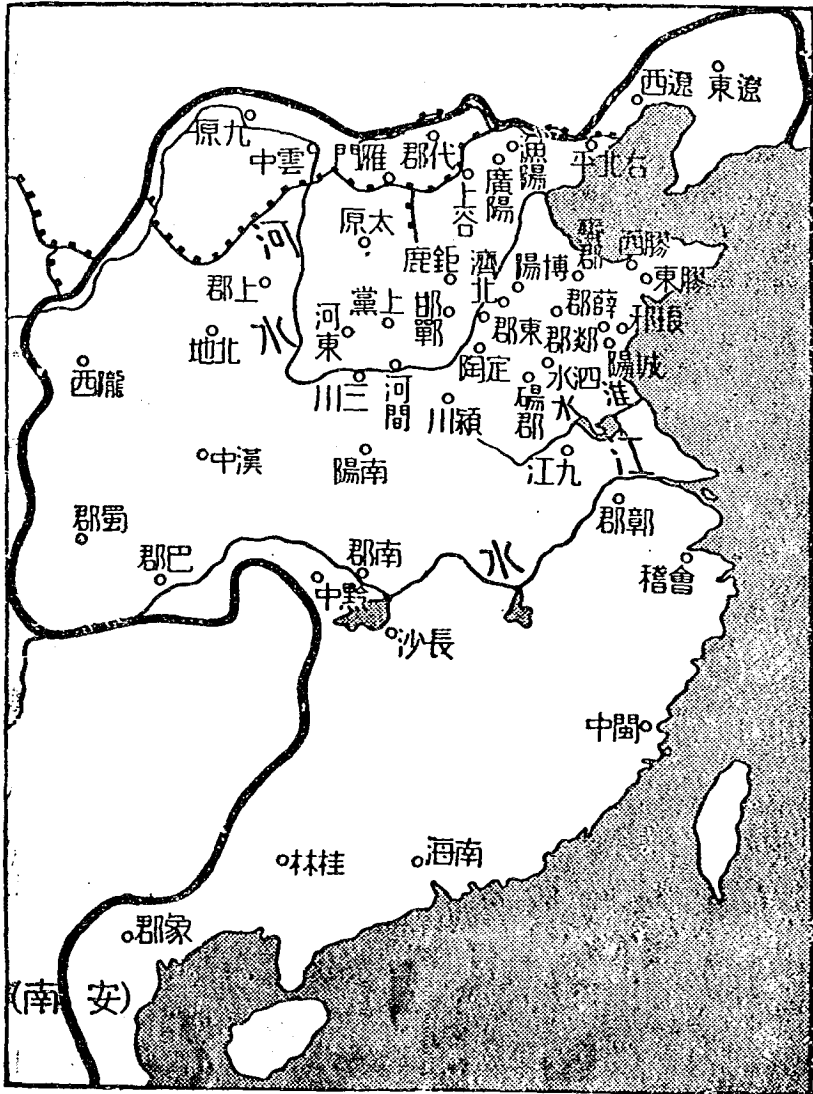 遼東
遼西
右北平
漁陽
廣陽
上谷
代郡
雁門
雲中
九原
膠東
膠西
齊郡
博陽
濟北
鉅鹿
太原
河水
上郡
琅邪
薛郡
城陽
郯郡
東郡
邯鄲
上黨
河東
北地
隴西
定陶
泗水
淮水
碭郡
潁川
河間
三川
九江
江水
南陽
漢中
鄣郡
會稽
南郡
黔中
巴郡
蜀郡
長沙
閩中
南海
桂林
象郡
(安南)